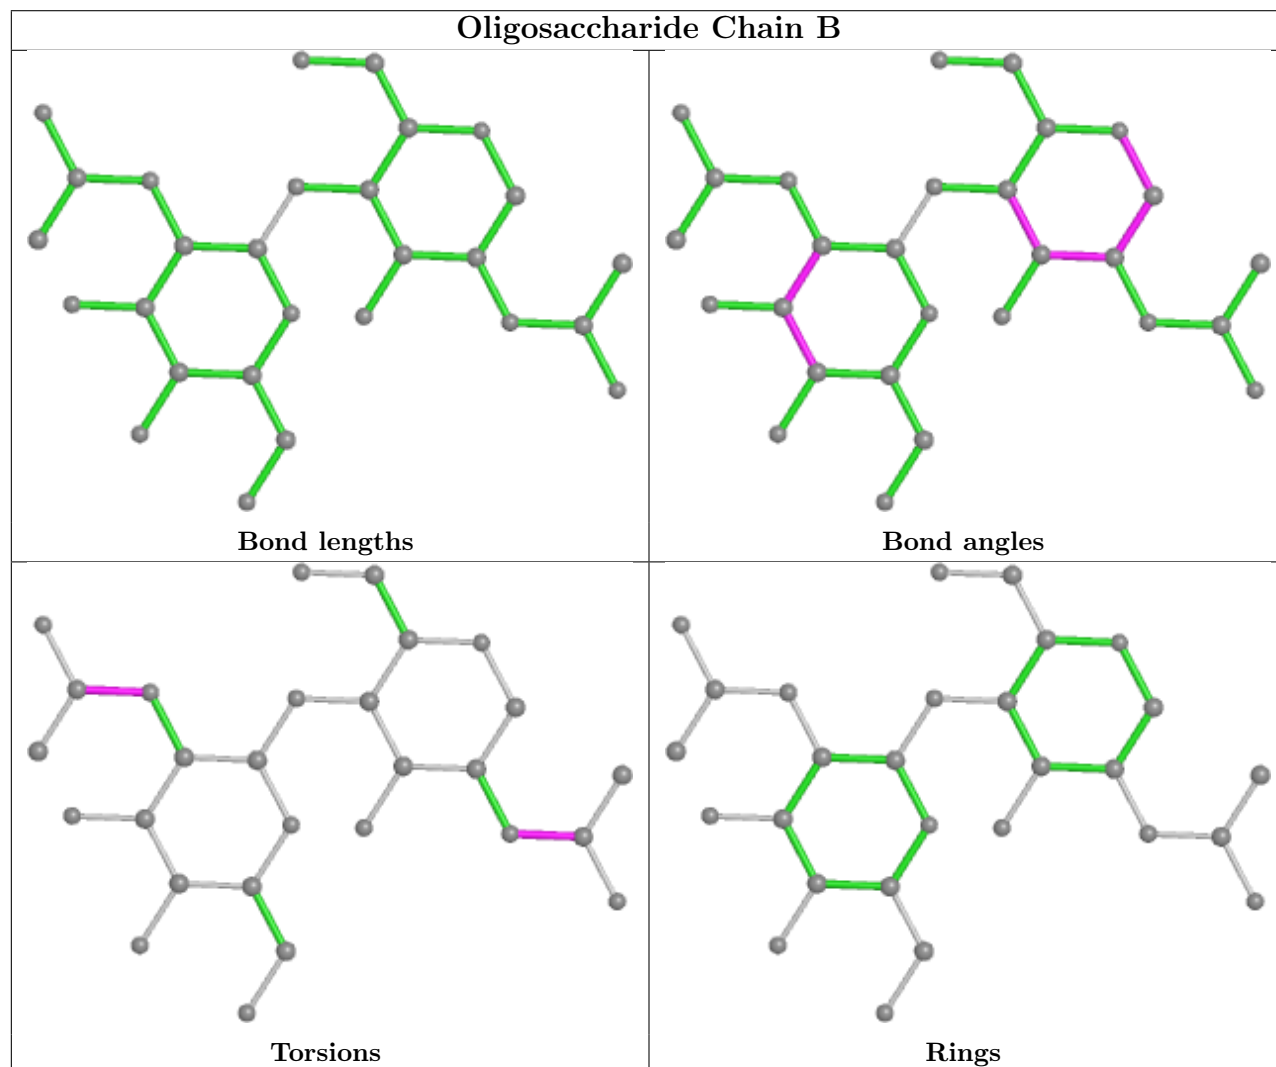 Oligosaccharide Chain B
Bond lengths
Bond angles
Torsions
Rings